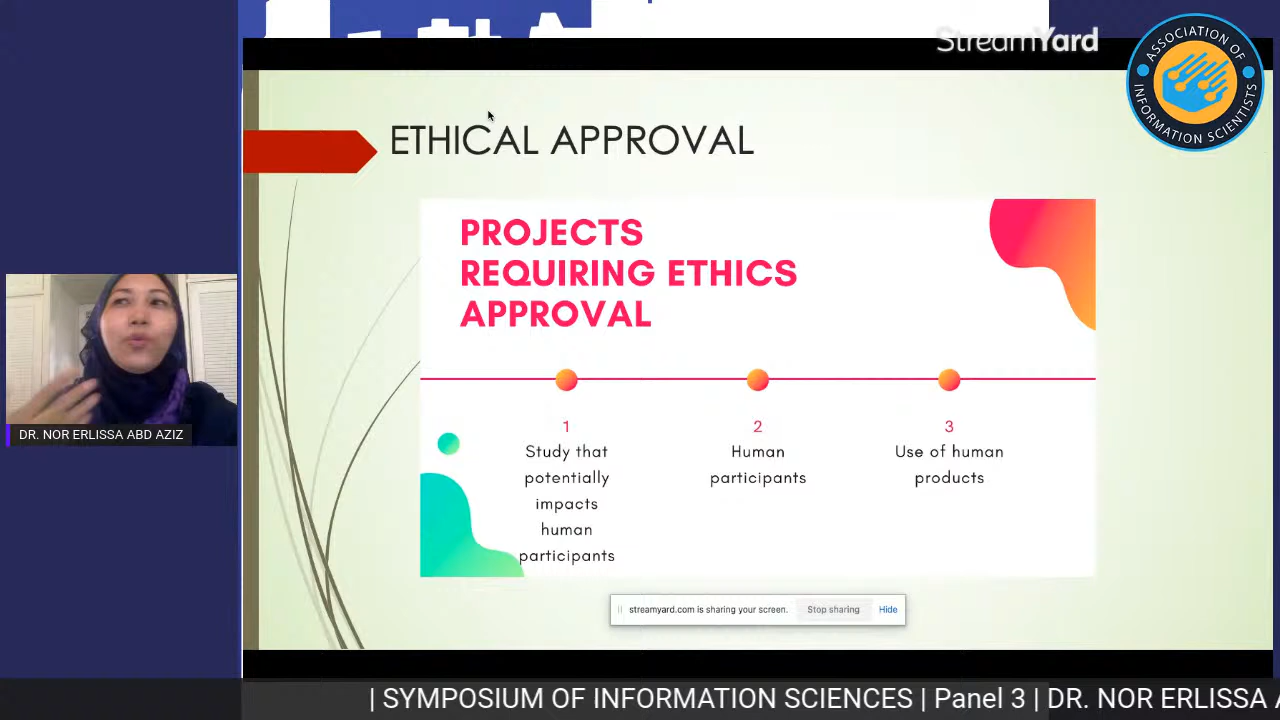 StreamYard
ASSOCIATION OF
INFORMATION SCIENTISTS
ETHICAL APPROVAL
PROJECTS
REQUIRING ETHICS
APPROVAL
1
Study that
potentially
impacts
human
participants
2
Human
participants
3
Use of human
products
DR. NOR ERLISSA ABD AZIZ
streamyard.com is sharing your screen. Stop sharing Hide
| SYMPOSIUM OF INFORMATION SCIENCES | Panel 3 | DR. NOR ERLISSA A